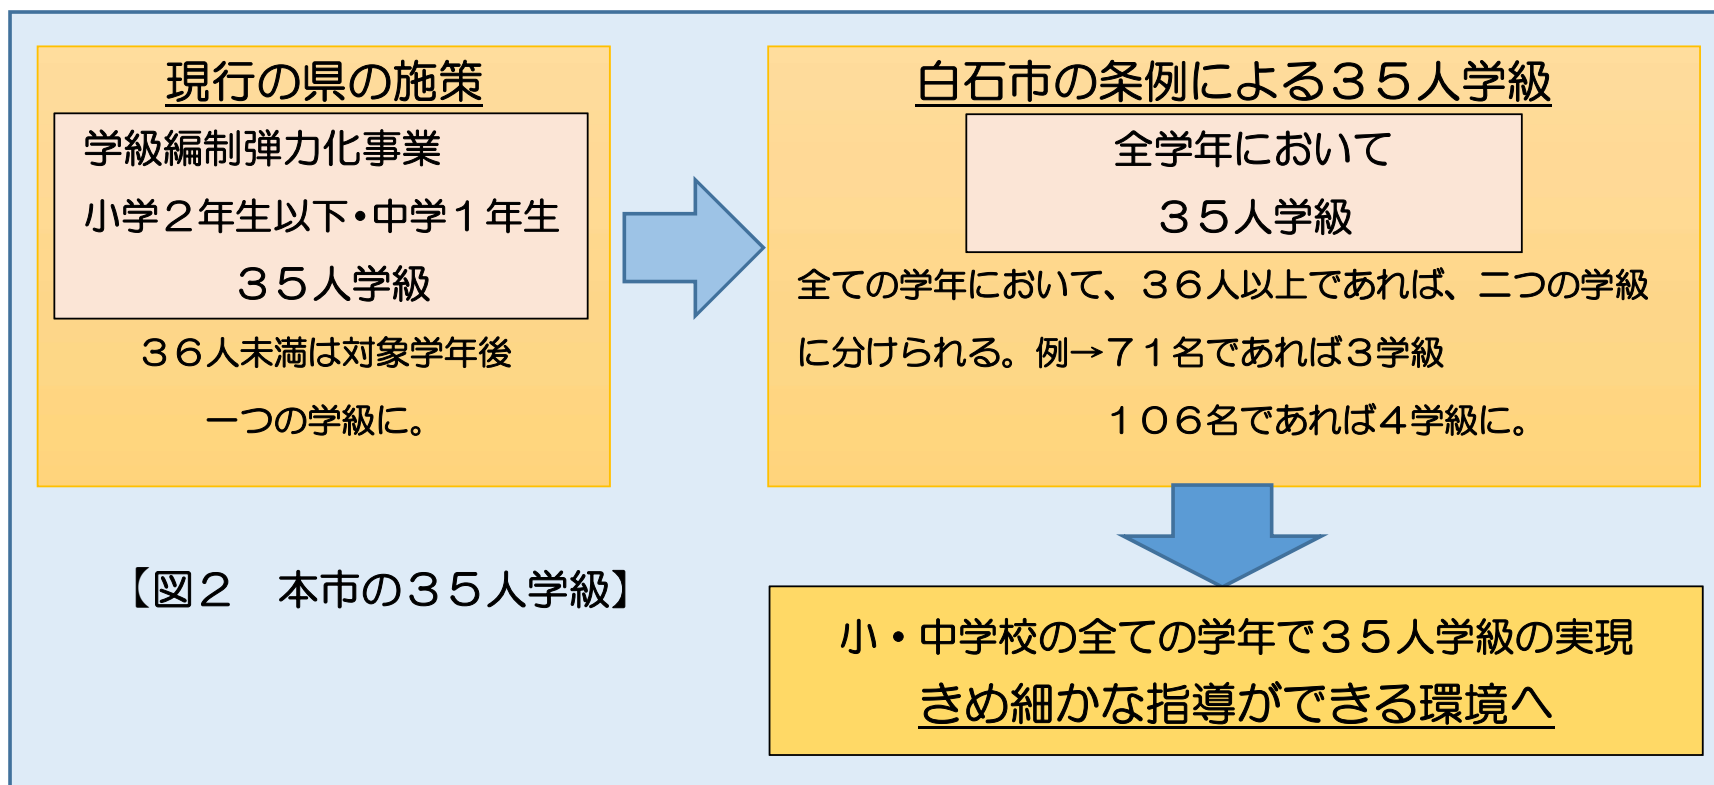 現行の県の施策
学級編制弾力化事業
小学２年生以下・中学１年生
３５人学級
３６人未満は対象学年後
一つの学級に。
白石市の条例による３５人学級
全学年において
３５人学級
全ての学年において、３６人以上であれば、二つの学級
に分けられる。例→７１名であれば３学級
１０６名であれば４学級に。
【図２　本市の３５人学級】
小・中学校の全ての学年で３５人学級の実現
きめ細かな指導ができる環境へ